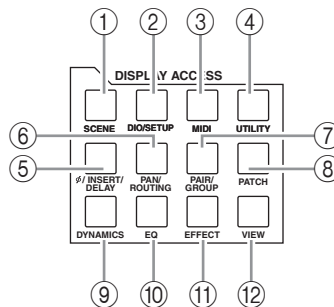 ① ② ③ ④
DISPLAY ACCESS
SCENE DIO/SETUP MIDI UTILITY
⑥ ⑦
⑤ ⑧
ϕ/ INSERT/ DELAY PAN/ ROUTING PAIR/ GROUP PATCH
DYNAMICS EQ EFFECT VIEW
⑨ ⑩ ⑪ ⑫